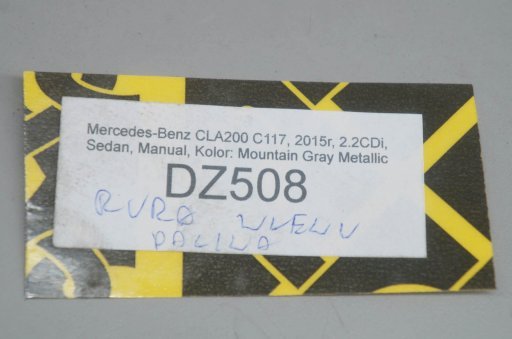 Mercedes-Benz CLA200 C117, 2015r, 2.2CDi,
Sedan, Manual, Kolor: Mountain Gray Metallic
DZ508
RURA WLEWU
PALIWA